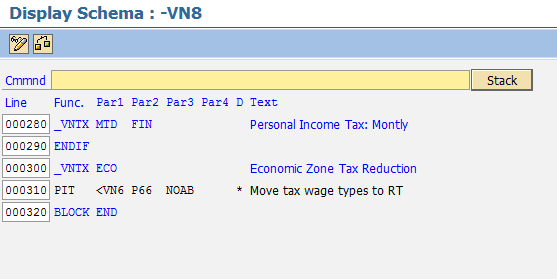 Display Schema : -VN8
Cmmnd Stack
Line Func. Par1 Par2 Par3 Par4 D Text
000280 _VNTX MTD FIN Personal Income Tax: Montly
000290 ENDIF
000300 _VNTX ECO Economic Zone Tax Reduction
000310 PIT <VN6 P66 NOAB * Move tax wage types to RT
000320 BLOCK END